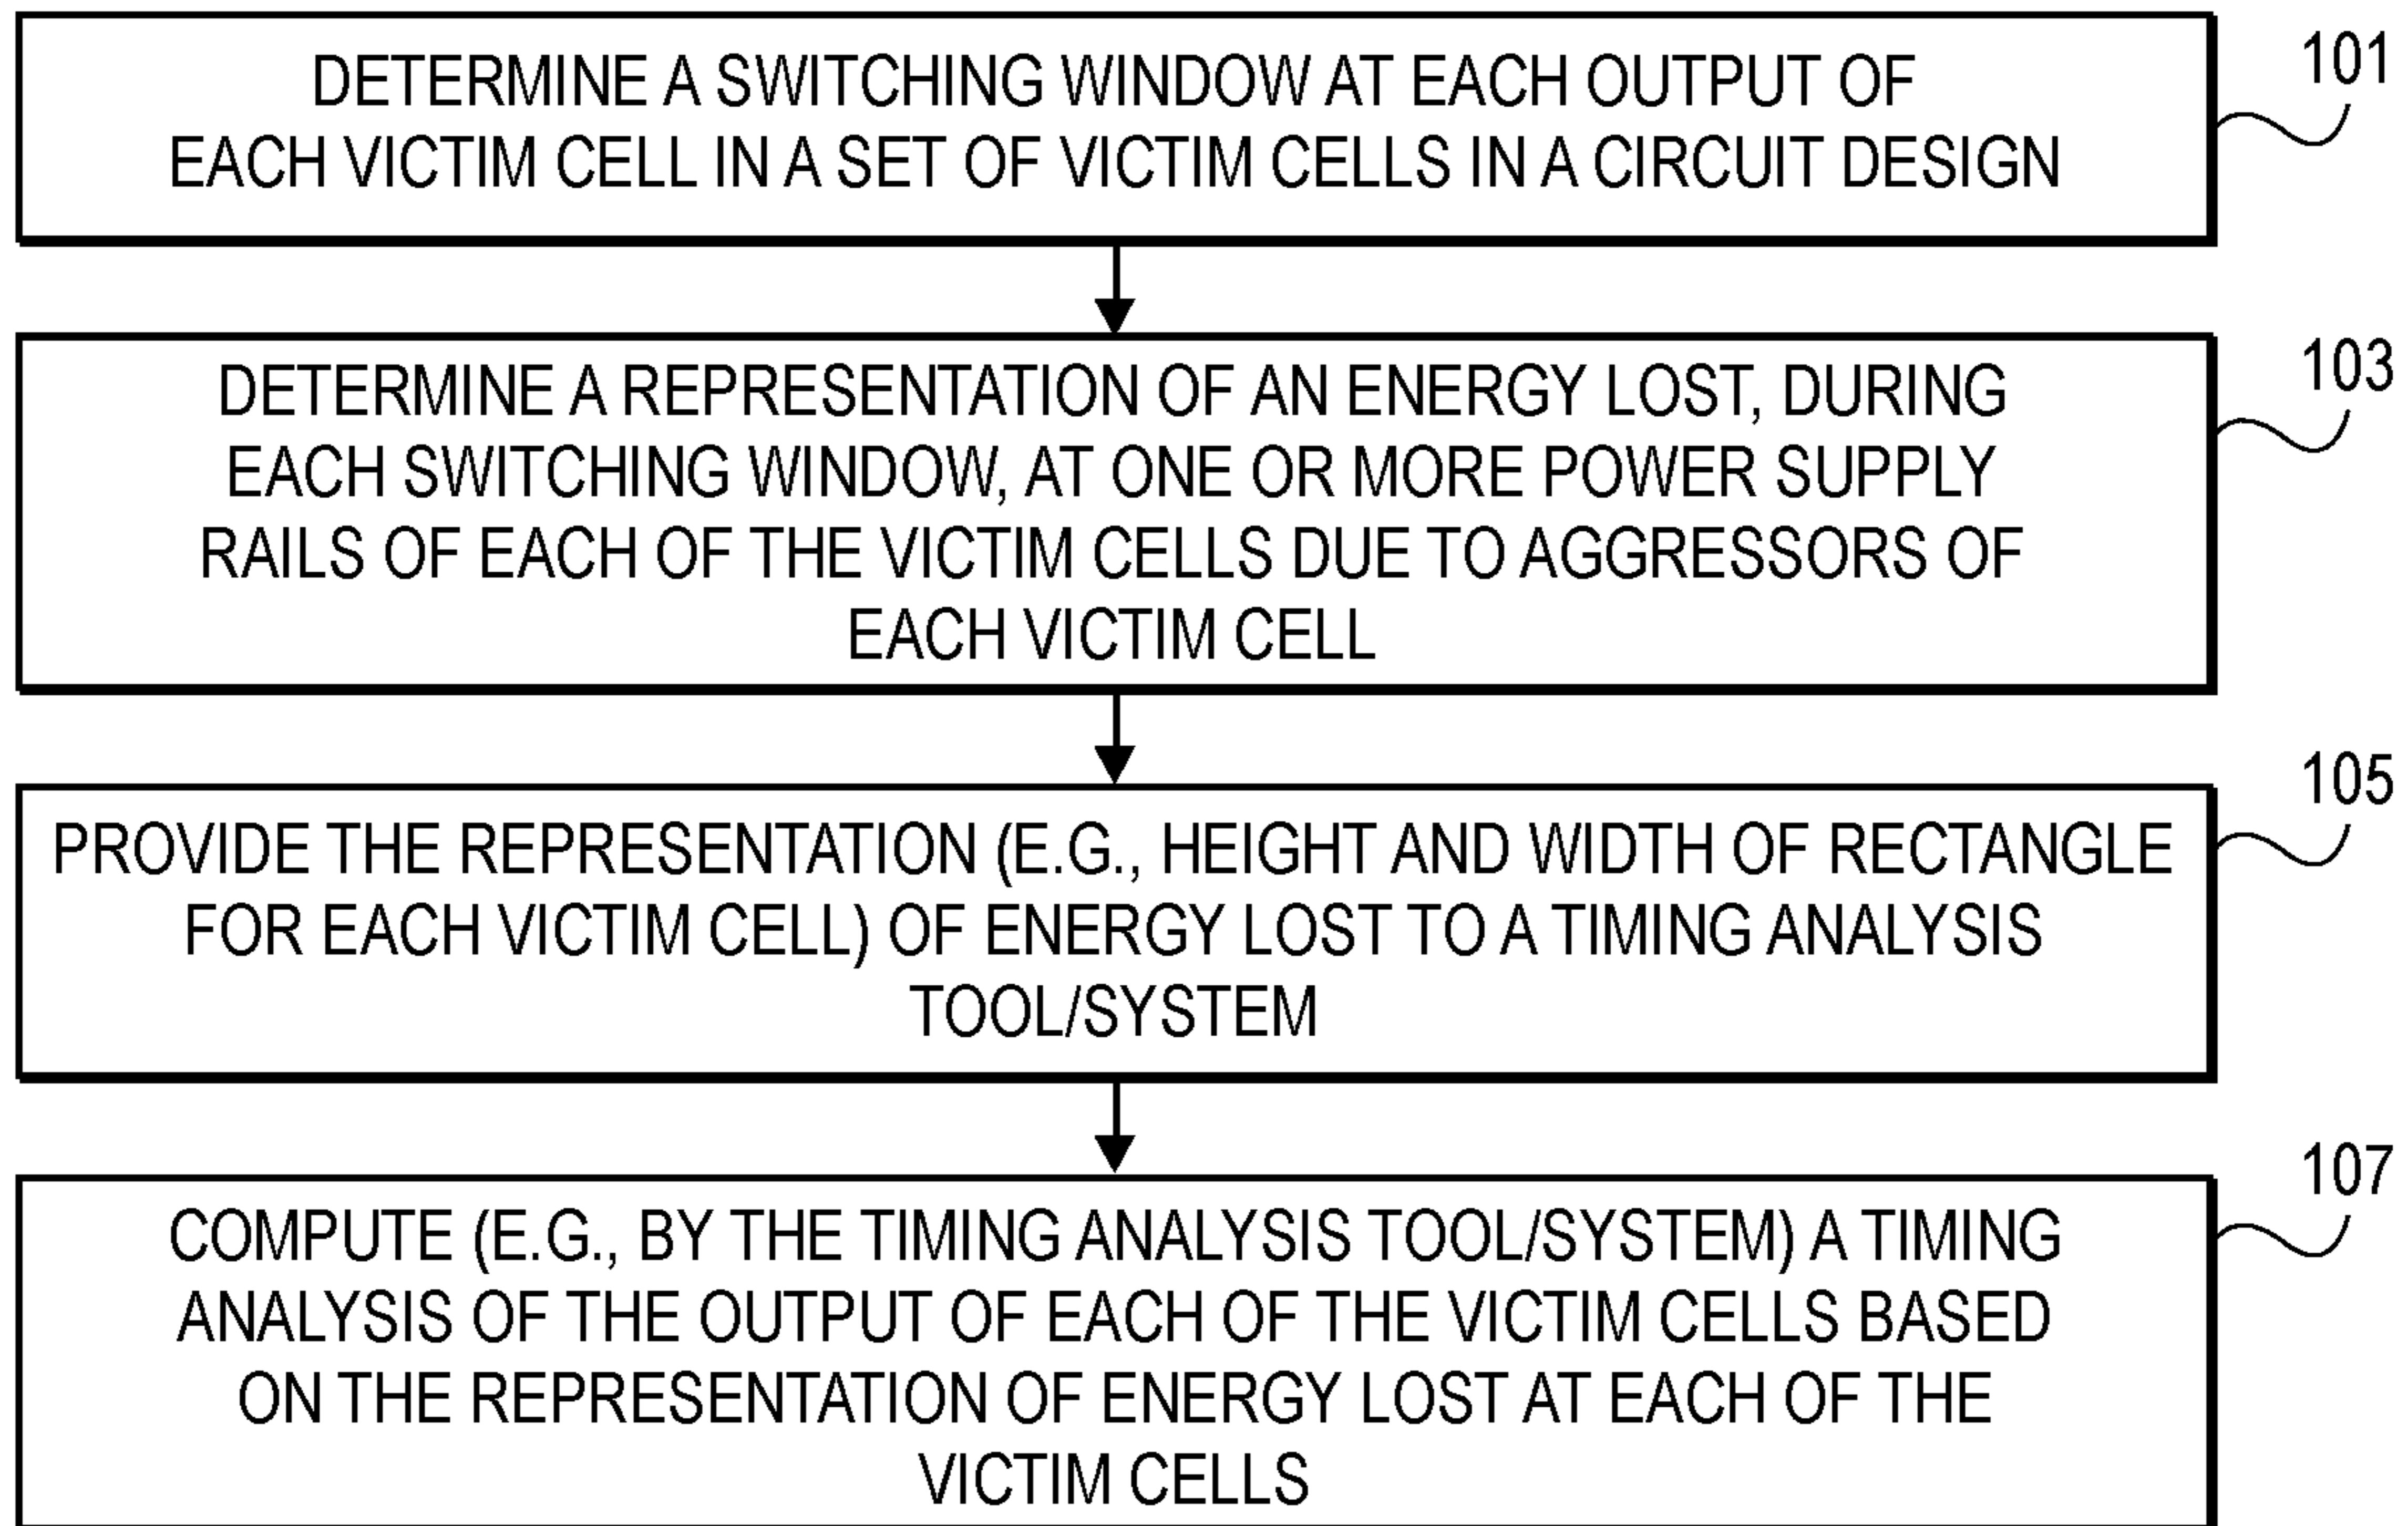 DETERMINE A SWITCHING WINDOW AT EACH OUTPUT OF
EACH VICTIM CELL IN A SET OF VICTIM CELLS IN A CIRCUIT DESIGN
101
DETERMINE A REPRESENTATION OF AN ENERGY LOST, DURING
EACH SWITCHING WINDOW, AT ONE OR MORE POWER SUPPLY
RAILS OF EACH OF THE VICTIM CELLS DUE TO AGGRESSORS OF
EACH VICTIM CELL
103
PROVIDE THE REPRESENTATION (E.G., HEIGHT AND WIDTH OF RECTANGLE
FOR EACH VICTIM CELL) OF ENERGY LOST TO A TIMING ANALYSIS
TOOL/SYSTEM
105
COMPUTE (E.G., BY THE TIMING ANALYSIS TOOL/SYSTEM) A TIMING
ANALYSIS OF THE OUTPUT OF EACH OF THE VICTIM CELLS BASED
ON THE REPRESENTATION OF ENERGY LOST AT EACH OF THE
VICTIM CELLS
107